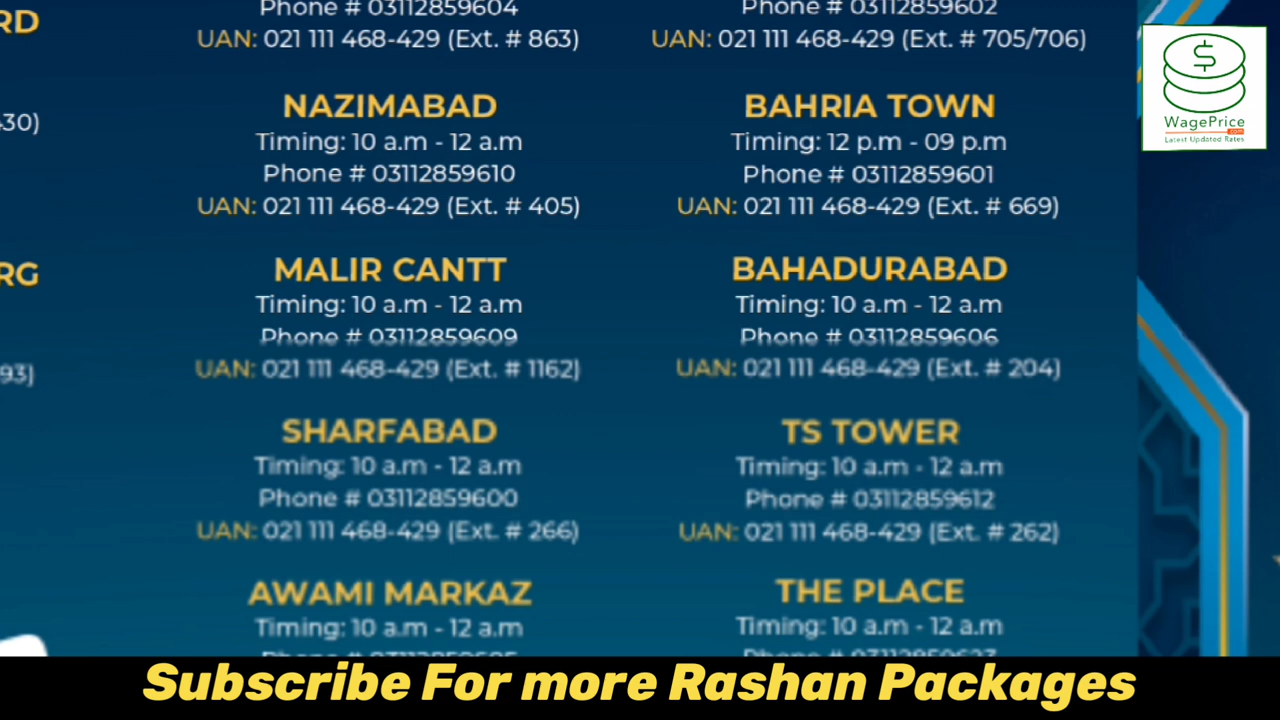 RD
430)
RG
93)
Phone # 03112859604
UAN: 021 111 468-429 (Ext. # 863)
NAZIMABAD
Timing: 10 a.m - 12 a.m
Phone # 03112859610
UAN: 021 111 468-429 (Ext. # 405)
MALIR CANTT
Timing: 10 a.m - 12 a.m
Phone # 03112859609
UAN: 021 111 468-429 (Ext. # 1162)
SHARFABAD
Timing: 10 a.m - 12 a.m
Phone # 03112859600
UAN: 021 111 468-429 (Ext. # 266)
AWAMI MARKAZ
Timing: 10 a.m - 12 a.m
Phone # 03112859602
UAN: 021 111 468-429 (Ext. # 705/706)
BAHRIA TOWN
Timing: 12 p.m - 09 p.m
Phone # 03112859601
UAN: 021 111 468-429 (Ext. # 669)
BAHADURABAD
Timing: 10 a.m - 12 a.m
Phone # 03112859606
UAN: 021 111 468-429 (Ext. # 204)
TS TOWER
Timing: 10 a.m - 12 a.m
Phone # 03112859612
UAN: 021 111 468-429 (Ext. # 262)
THE PLACE
Timing: 10 a.m - 12 a.m
WagePrice
.com
Latest Updated Rates
Subscribe For more Rashan Packages